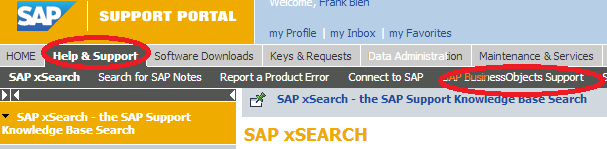 SAP SUPPORT PORTAL
Welcome, Frank Bien
my Profile | my Inbox | my Favorites
HOME Help & Support Software Downloads Keys & Requests Data Administration Maintenance & Services
SAP xSearch Search for SAP Notes Report a Product Error Connect to SAP SAP BusinessObjects Support S
SAP xSearch - the SAP Support Knowledge Base Search
SAP xSearch - the SAP Support Knowledge Base Search
SAP xSEARCH